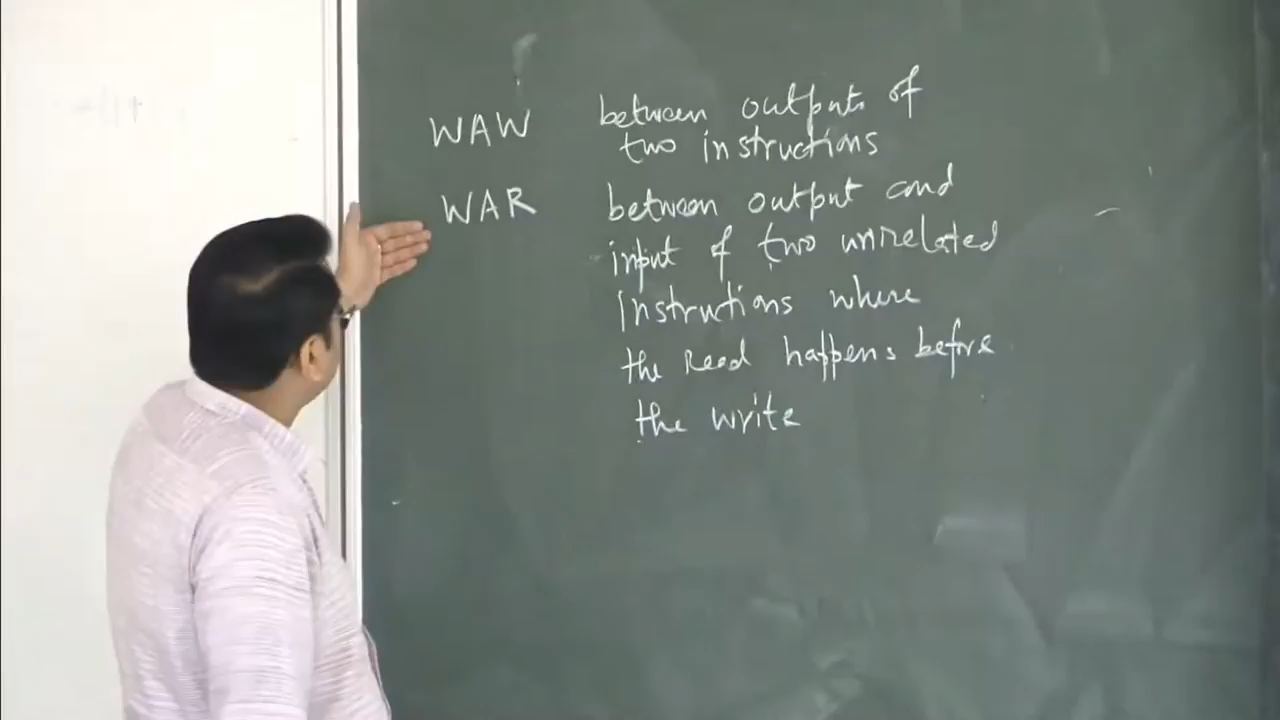 WAW between outputs of
two instructions
WAR between output and
input of two unrelated
instructions where
the read happens before
the write